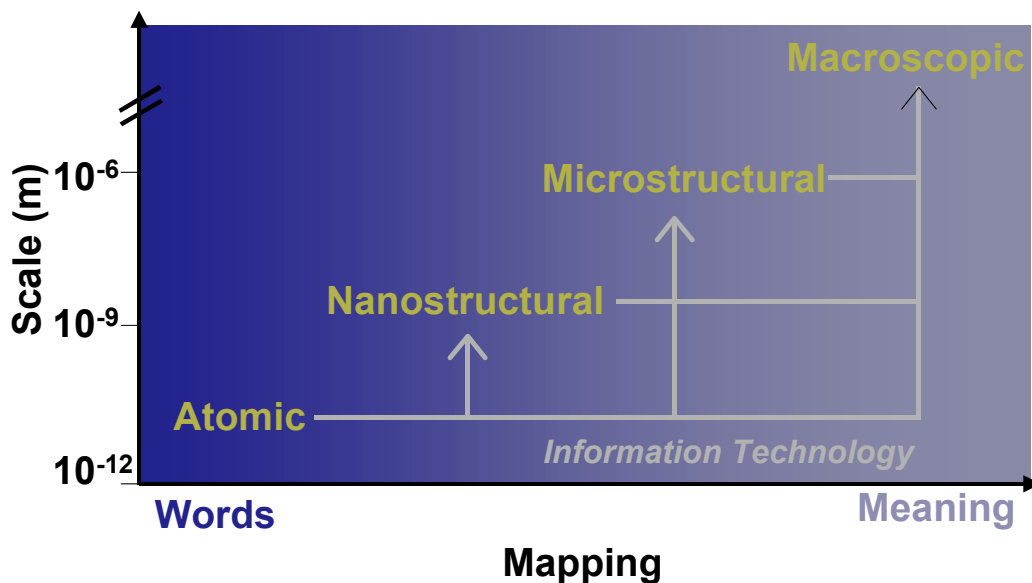 Macroscopic
10⁻⁶
Microstructural
Scale (m)
Nanostructural
10⁻⁹
Atomic
Information Technology
10⁻¹²
Words
Meaning
Mapping